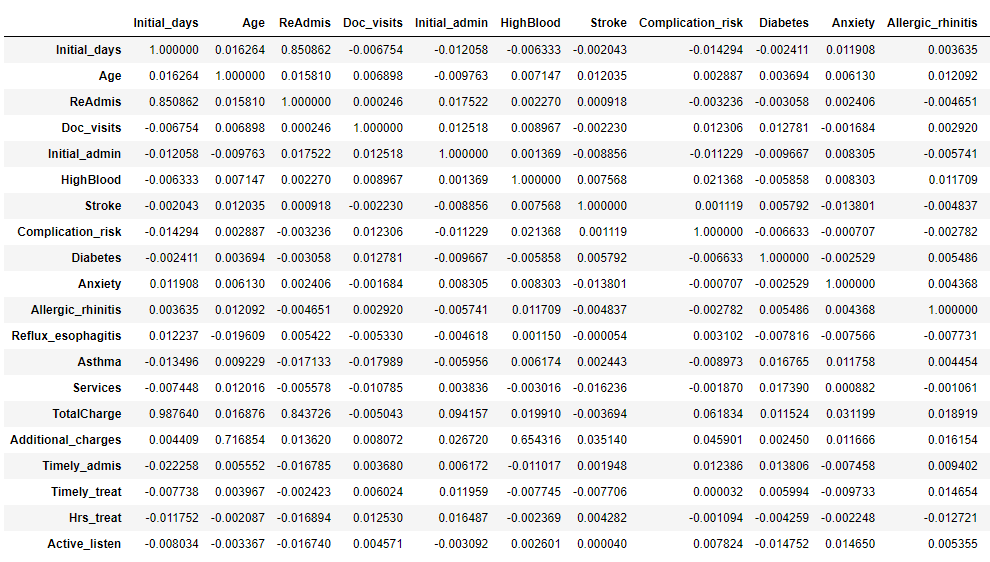 Initial_days Age ReAdmis Doc_visits Initial_admin HighBlood Stroke Complication_risk Diabetes Anxiety Allergic_rhinitis
Initial_days 1.000000 0.016264 0.850862 -0.006754 -0.012058 -0.006333 -0.002043 -0.014294 -0.002411 0.011908 0.003635
Age 0.016264 1.000000 0.015810 0.006898 -0.009763 0.007147 0.012035 0.002887 0.003694 0.006130 0.012092
ReAdmis 0.850862 0.015810 1.000000 0.000246 0.017522 0.002270 0.000918 -0.003236 -0.003058 0.002406 -0.004651
Doc_visits -0.006754 0.006898 0.000246 1.000000 0.012518 0.008967 -0.002230 0.012306 0.012781 -0.001684 0.002920
Initial_admin -0.012058 -0.009763 0.017522 0.012518 1.000000 0.001369 -0.008856 -0.011229 -0.009667 0.008305 -0.005741
HighBlood -0.006333 0.007147 0.002270 0.008967 0.001369 1.000000 0.007568 0.021368 -0.005858 0.008303 0.011709
Stroke -0.002043 0.012035 0.000918 -0.002230 -0.008856 0.007568 1.000000 0.001119 0.005792 -0.013801 -0.004837
Complication_risk -0.014294 0.002887 -0.003236 0.012306 -0.011229 0.021368 0.001119 1.000000 -0.006633 -0.000707 -0.002782
Diabetes -0.002411 0.003694 -0.003058 0.012781 -0.009667 -0.005858 0.005792 -0.006633 1.000000 -0.002529 0.005486
Anxiety 0.011908 0.006130 0.002406 -0.001684 0.008305 0.008303 -0.013801 -0.000707 -0.002529 1.000000 0.004368
Allergic_rhinitis 0.003635 0.012092 -0.004651 0.002920 -0.005741 0.011709 -0.004837 -0.002782 0.005486 0.004368 1.000000
Reflux_esophagitis 0.012237 -0.019609 0.005422 -0.005330 -0.004618 0.001150 -0.000054 0.003102 -0.007816 -0.007566 -0.007731
Asthma -0.013496 0.009229 -0.017133 -0.017989 -0.005956 0.006174 0.002443 -0.008973 0.016765 0.011758 0.004454
Services -0.007448 0.012016 -0.005578 -0.010785 0.003836 -0.003016 -0.016236 -0.001870 0.017390 0.000882 -0.001061
TotalCharge 0.987640 0.016876 0.843726 -0.005043 0.094157 0.019910 -0.003694 0.061834 0.011524 0.031199 0.018919
Additional_charges 0.004409 0.716854 0.013620 0.008072 0.026720 0.654316 0.035140 0.045901 0.002450 0.011666 0.016154
Timely_admis -0.022258 0.005552 -0.016785 0.003680 0.006172 -0.011017 0.001948 0.012386 0.013806 -0.007458 0.009402
Timely_treat -0.007738 0.003967 -0.002423 0.006024 0.011959 -0.007745 -0.007706 0.000032 0.005994 -0.009733 0.014654
Hrs_treat -0.011752 -0.002087 -0.016894 0.012530 0.016487 -0.002369 0.004282 -0.001094 -0.004259 -0.002248 -0.012721
Active_listen -0.008034 -0.003367 -0.016740 0.004571 -0.003092 0.002601 0.000040 0.007824 -0.014752 0.014650 0.005355